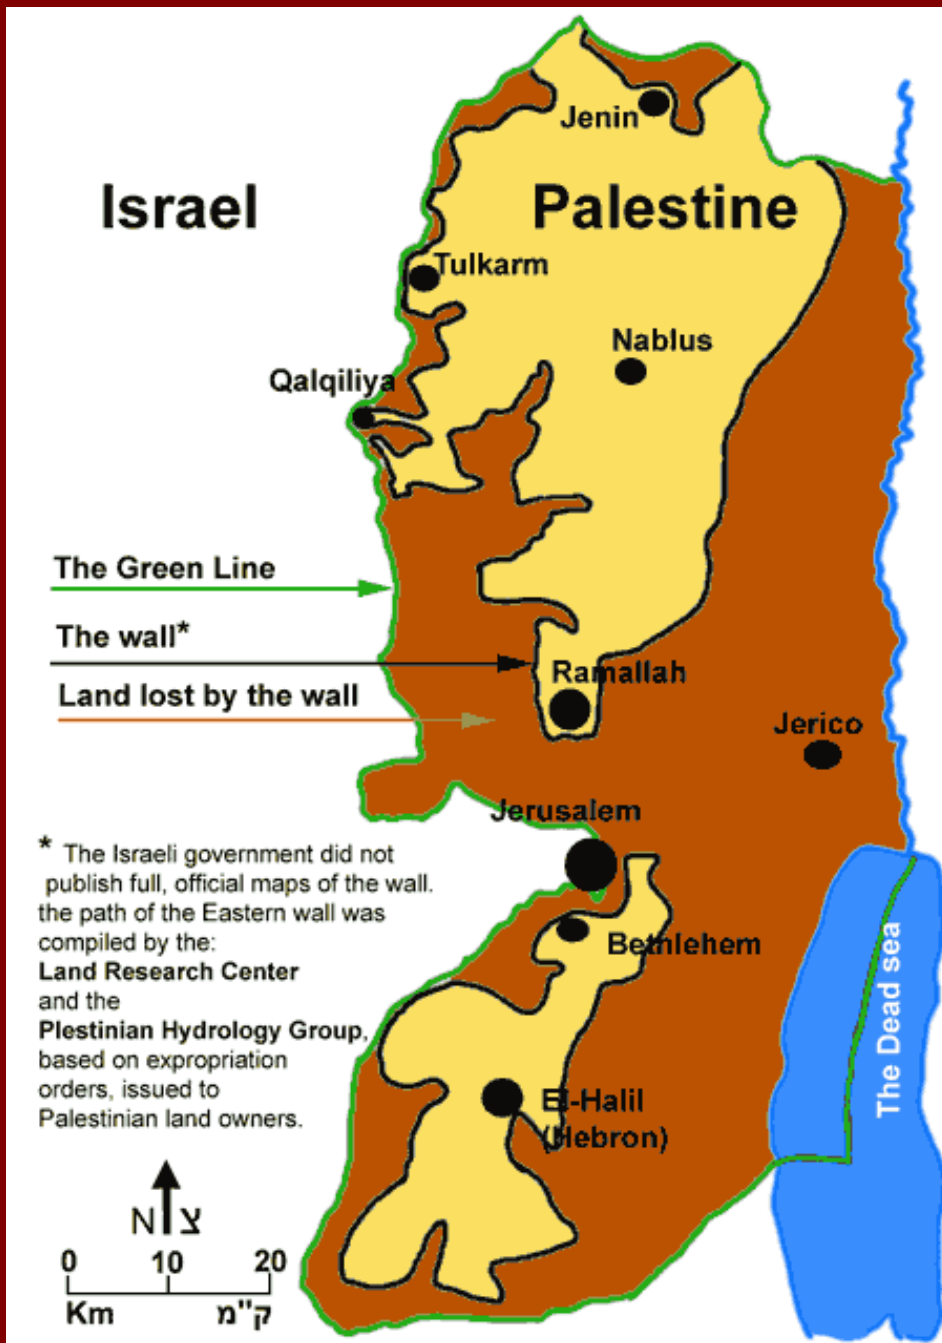 Jenin
Israel
Palestine
Tulkarm
Nablus
Qalqiliya
The Green Line
The wall*
Ramallah
Land lost by the wall
Jerico
Jerusalem
* The Israeli government did not
publish full, official maps of the wall.
the path of the Eastern wall was
compiled by the:
Land Research Center
and the
Plestinian Hydrology Group,
based on expropriation
orders, issued to
Palestinian land owners.
Bethlehem
The Dead sea
El-Halil
(Hebron)
N צ
0 10 20
Km ק"מ